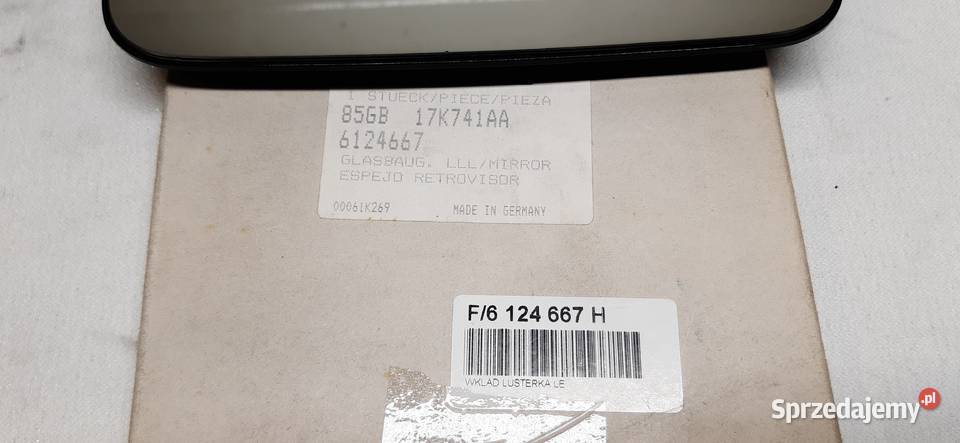 1 STUECK/PIECE/PIEZA
85GB 17K741AA
6124667
GLASBAUG. LLL/MIRROR
ESPEJO RETROVISOR
00061K269 MADE IN GERMANY
F/6 124 667 H
WKLAD LUSTERKA LE
Sprzedajemy.pl